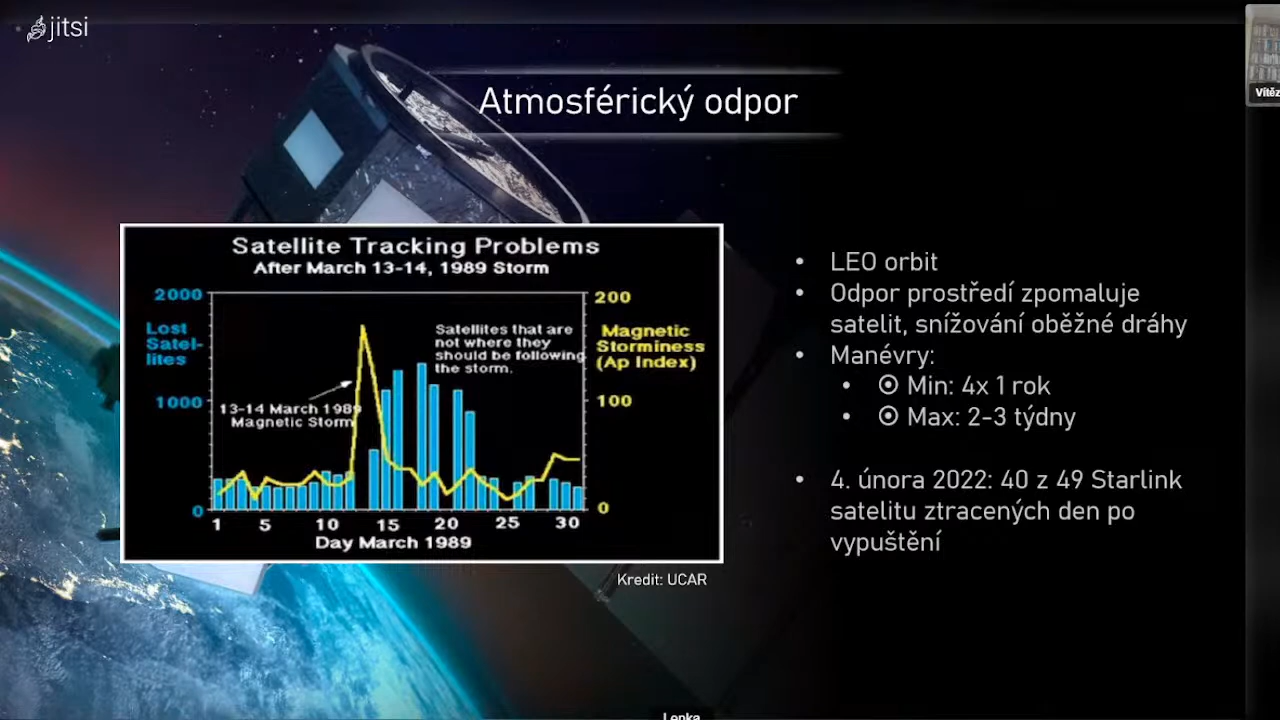 jitsi
Atmosférický odpor
Satellite Tracking Problems
After March 13-14, 1989 Storm
2000
1000
0
Lost
Satel-
lites
13-14 March 1989
Magnetic Storm
Satellites that are
not where they
should be following
the storm.
200
Magnetic
Storminess
(Ap Index)
100
0
1 5 10 15 20 25 30
Day March 1989
Kredit: UCAR
• LEO orbit
• Odpor prostředí zpomaluje
satelit, snížování oběžné dráhy
• Manévry:
• ☉ Min: 4x 1 rok
• ☉ Max: 2-3 týdny
• 4. února 2022: 40 z 49 Starlink
satelitu ztracených den po
vypuštění
Vítěz
Lenka